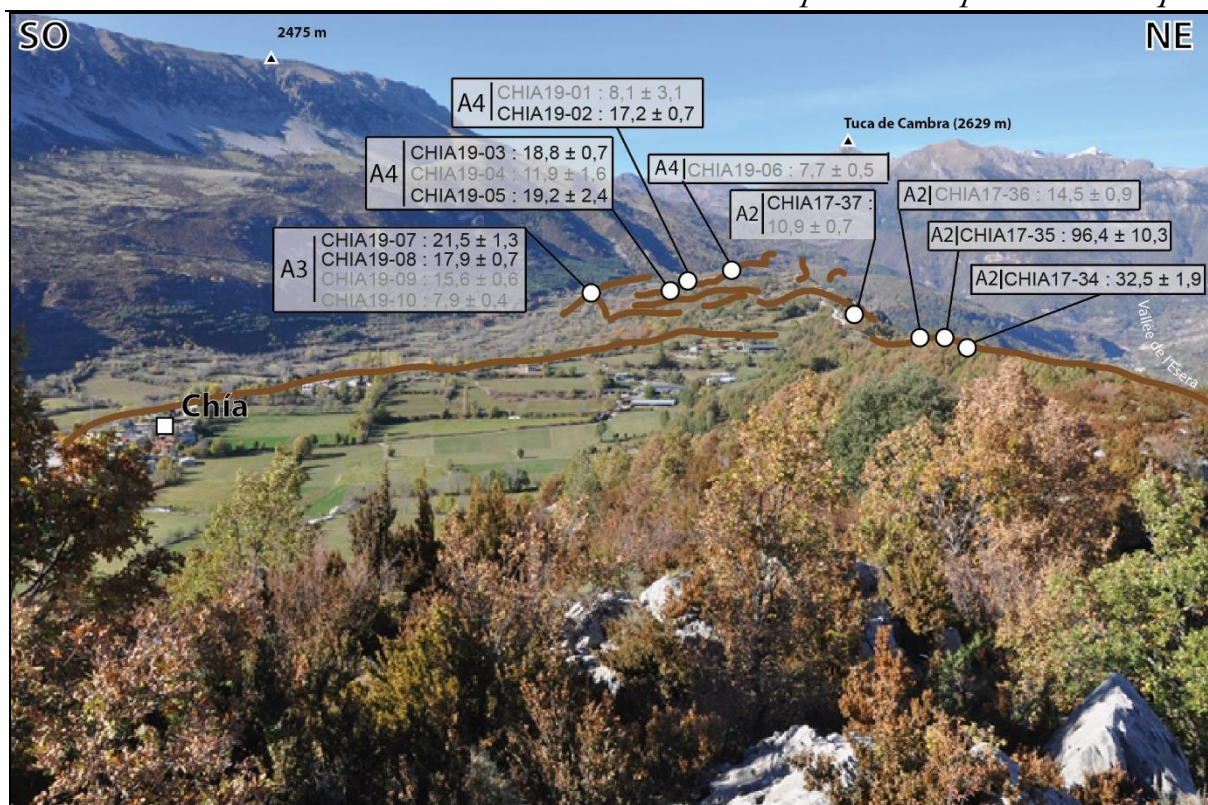 SO
NE
2475 m
A4
CHIA19-01 : 8,1 ± 3,1
CHIA19-02 : 17,2 ± 0,7
Tuca de Cambra (2629 m)
A4
CHIA19-03 : 18,8 ± 0,7
CHIA19-04 : 11,9 ± 1,6
CHIA19-05 : 19,2 ± 2,4
A4 CHIA19-06 : 7,7 ± 0,5
A2
CHIA17-37 :
10,9 ± 0,7
A2 CHIA17-36 : 14,5 ± 0,9
A2 CHIA17-35 : 96,4 ± 10,3
A2 CHIA17-34 : 32,5 ± 1,9
A3
CHIA19-07 : 21,5 ± 1,3
CHIA19-08 : 17,9 ± 0,7
CHIA19-09 : 15,6 ± 0,6
CHIA19-10 : 7,9 ± 0,4
Vallée de l'Esera
Chía